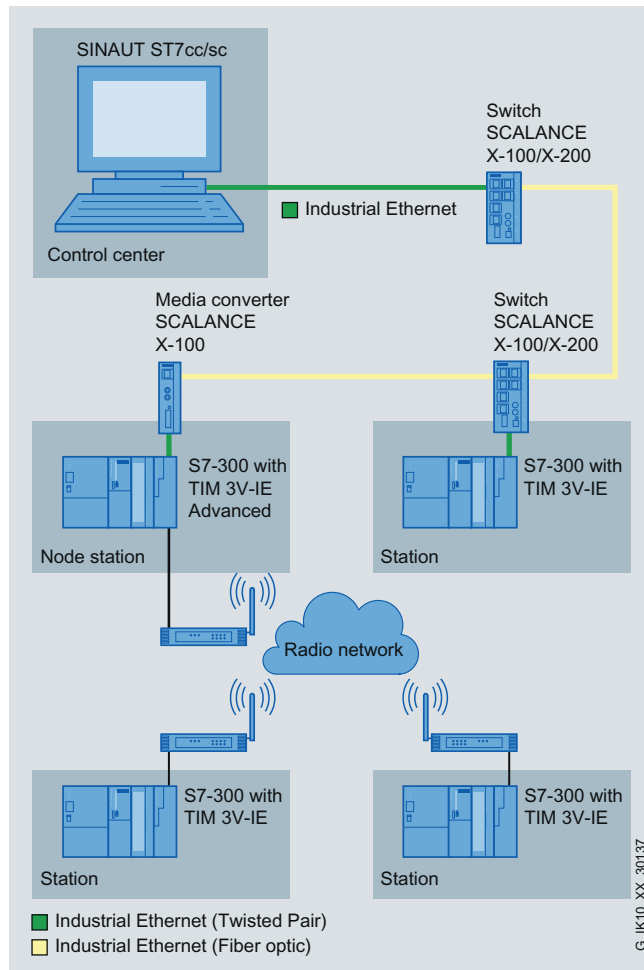 SINAUT ST7cc/sc
Switch
SCALANCE
X-100/X-200
Industrial Ethernet
Control center
Media converter
SCALANCE
X-100
Switch
SCALANCE
X-100/X-200
S7-300 with
TIM 3V-IE
Advanced
Node station
S7-300 with
TIM 3V-IE
Station
Radio network
S7-300 with
TIM 3V-IE
Station
S7-300 with
TIM 3V-IE
Station
Industrial Ethernet (Twisted Pair)
Industrial Ethernet (Fiber optic)
G_IK10_XX_30137